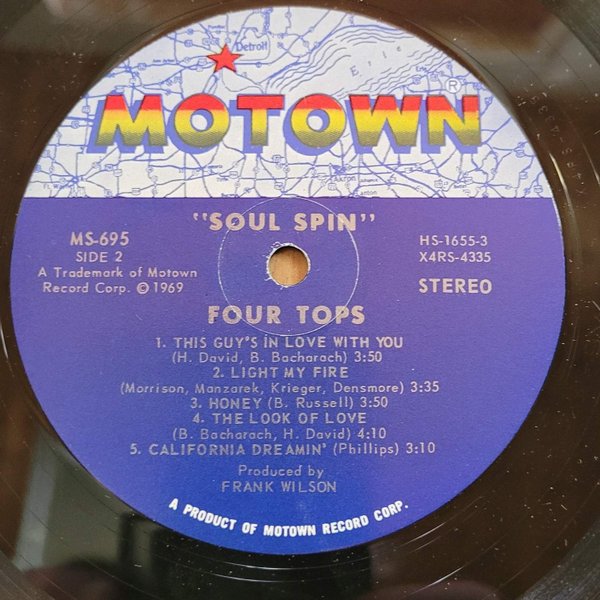 Detroit
Erie
MOTOWN®
"SOUL SPIN"
MS-695
SIDE 2
A Trademark of Motown
Record Corp. © 1969
HS-1655-3
X4RS-4335
STEREO
FOUR TOPS
1. THIS GUY'S IN LOVE WITH YOU
(H. David, B. Bacharach) 3:50
2. LIGHT MY FIRE
(Morrison, Manzarek, Krieger, Densmore) 3:35
3. HONEY (B. Russell) 3:50
4. THE LOOK OF LOVE
(B. Bacharach, H. David) 4:10
5. CALIFORNIA DREAMIN' (Phillips) 3:10
Produced by
FRANK WILSON
A PRODUCT OF MOTOWN RECORD CORP.